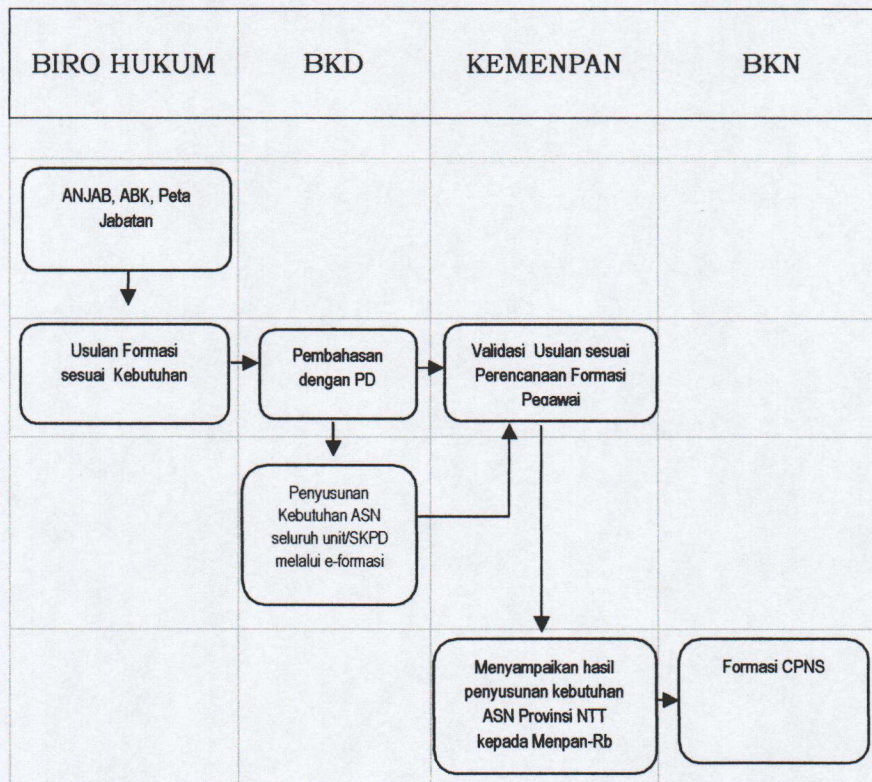 BIRO HUKUM
BKD
KEMENPAN
BKN
ANJAB, ABK, Peta
Jabatan
Usulan Formasi
sesuai Kebutuhan
Pembahasan
dengan PD
Validasi Usulan sesuai
Perencanaan Formasi
Pegawai
Penyusunan
Kebutuhan ASN
seluruh unit/SKPD
melalui e-formasi
Menyampaikan hasil
penyusunan kebutuhan
ASN Provinsi NTT
kepada Menpan-Rb
Formasi CPNS